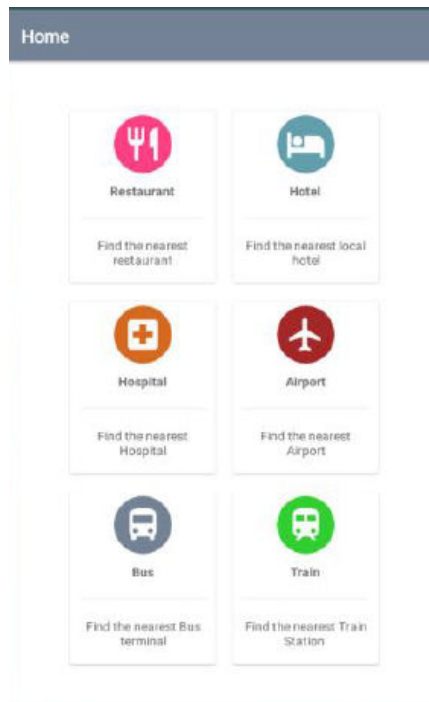 Home
Restaurant
Find the nearest
restaurant
Hotel
Find the nearest local
hotel
Hospital
Find the nearest
Hospital
Airport
Find the nearest
Airport
Bus
Find the nearest Bus
terminal
Train
Find the nearest Train
Station